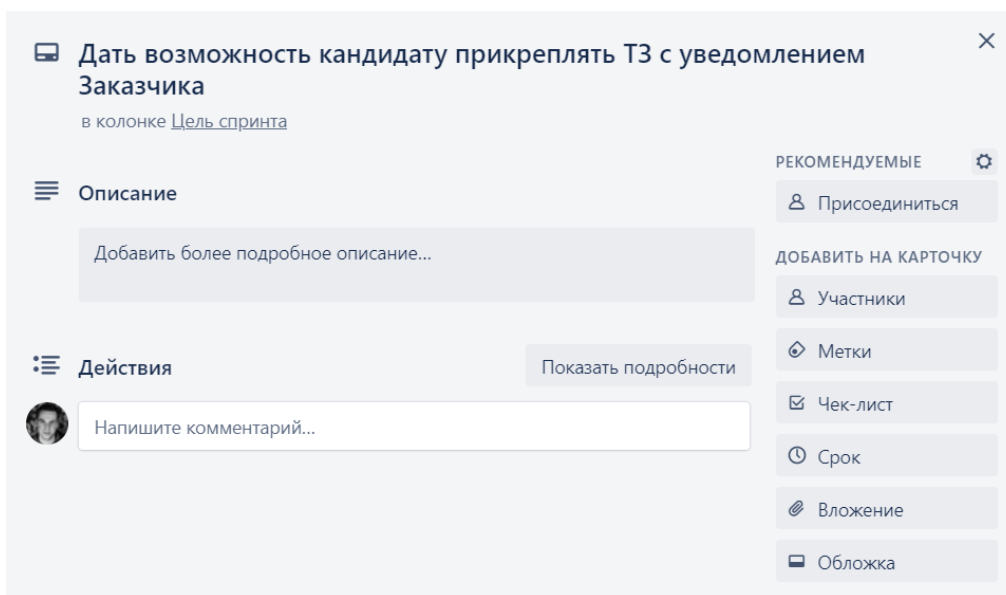 Дать возможность кандидату прикреплять ТЗ с уведомлением
Заказчика
в колонке Цель спринта
РЕКОМЕНДУЕМЫЕ
Присоединиться
Описание
Добавить более подробное описание...
ДОБАВИТЬ НА КАРТОЧКУ
Участники
Метки
Чек-лист
Срок
Вложение
Обложка
Действия
Показать подробности
Напишите комментарий...